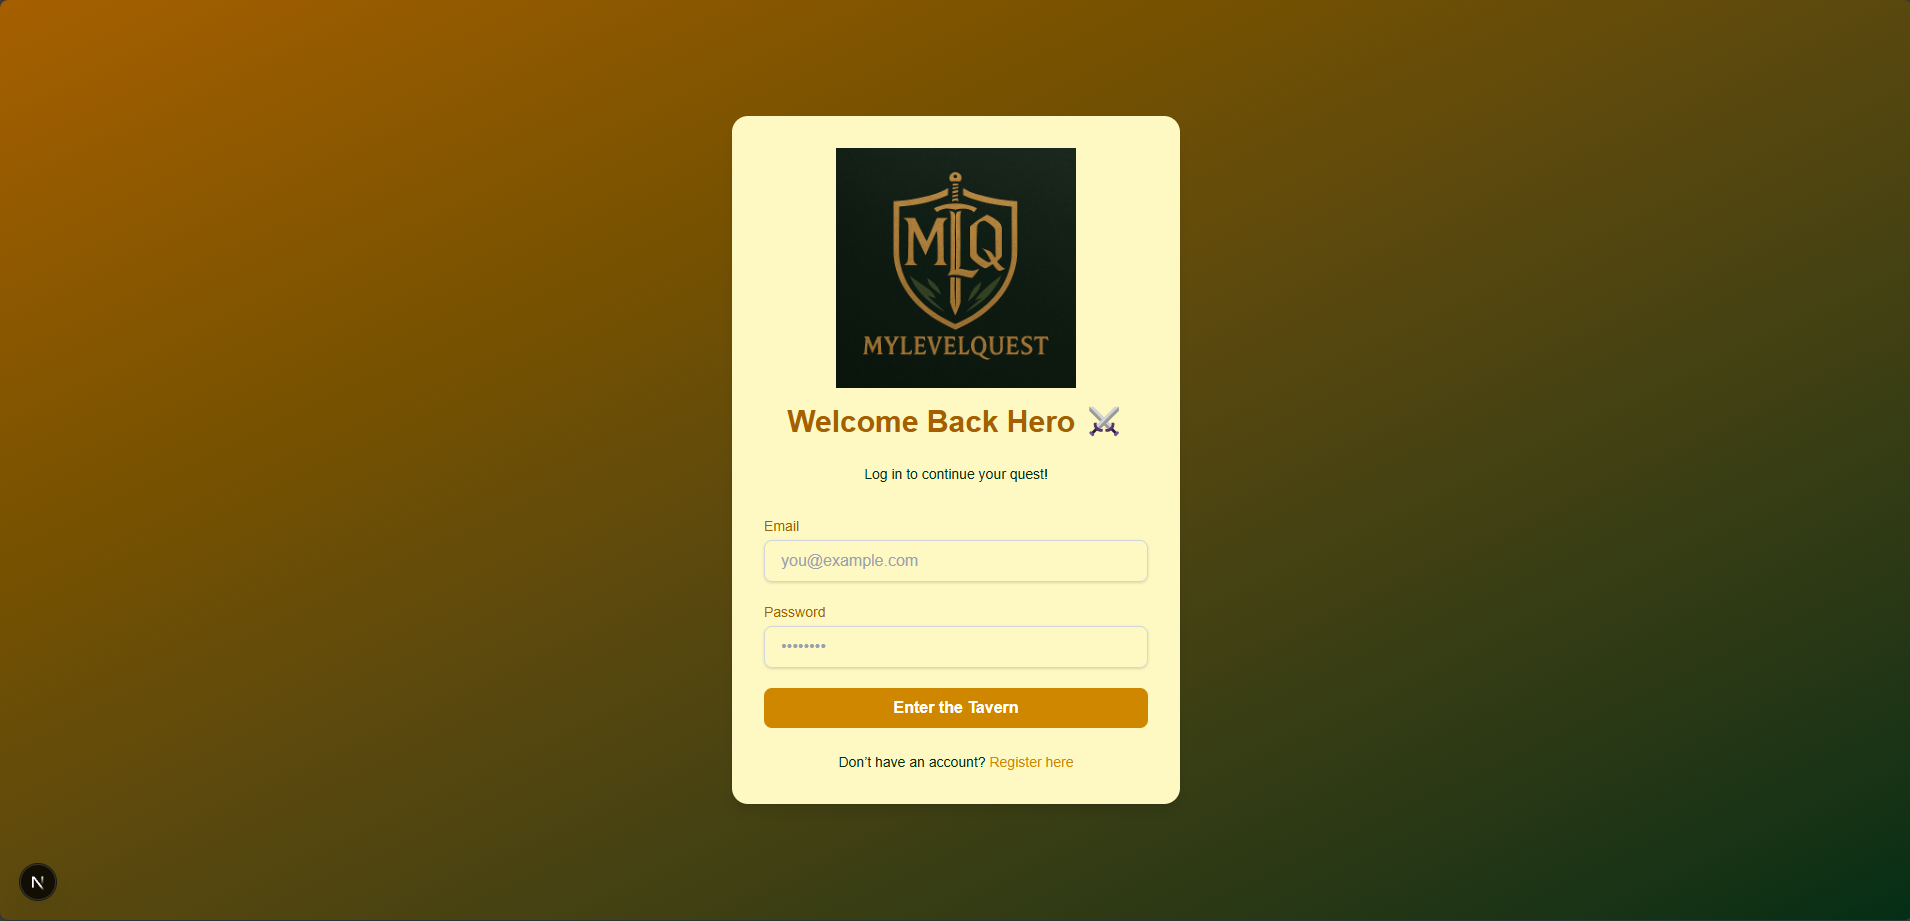 MLQ
MYLEVELQUEST
Welcome Back Hero ⚔️
Log in to continue your quest!
Email
you@example.com
Password
••••••••
Enter the Tavern
Don’t have an account? Register here
N